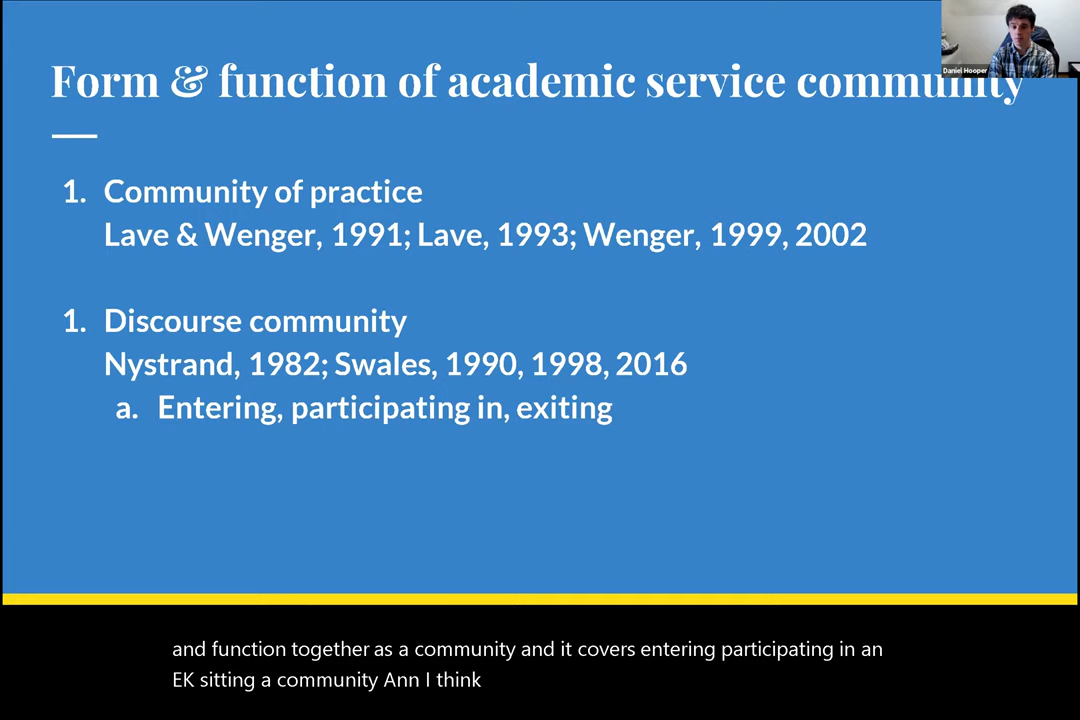 Form & function of academic service community
Daniel Hooper
1. Community of practice
Lave & Wenger, 1991; Lave, 1993; Wenger, 1999, 2002
1. Discourse community
Nystrand, 1982; Swales, 1990, 1998, 2016
a. Entering, participating in, exiting
and function together as a community and it covers entering participating in an
EK sitting a community Ann I think